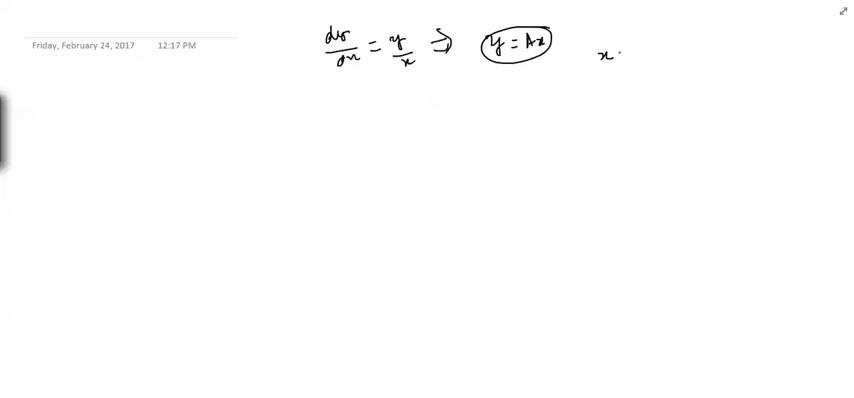 dy/dx = y/x ⇒ y = Ax x
Friday, February 24, 2017 12:17 PM